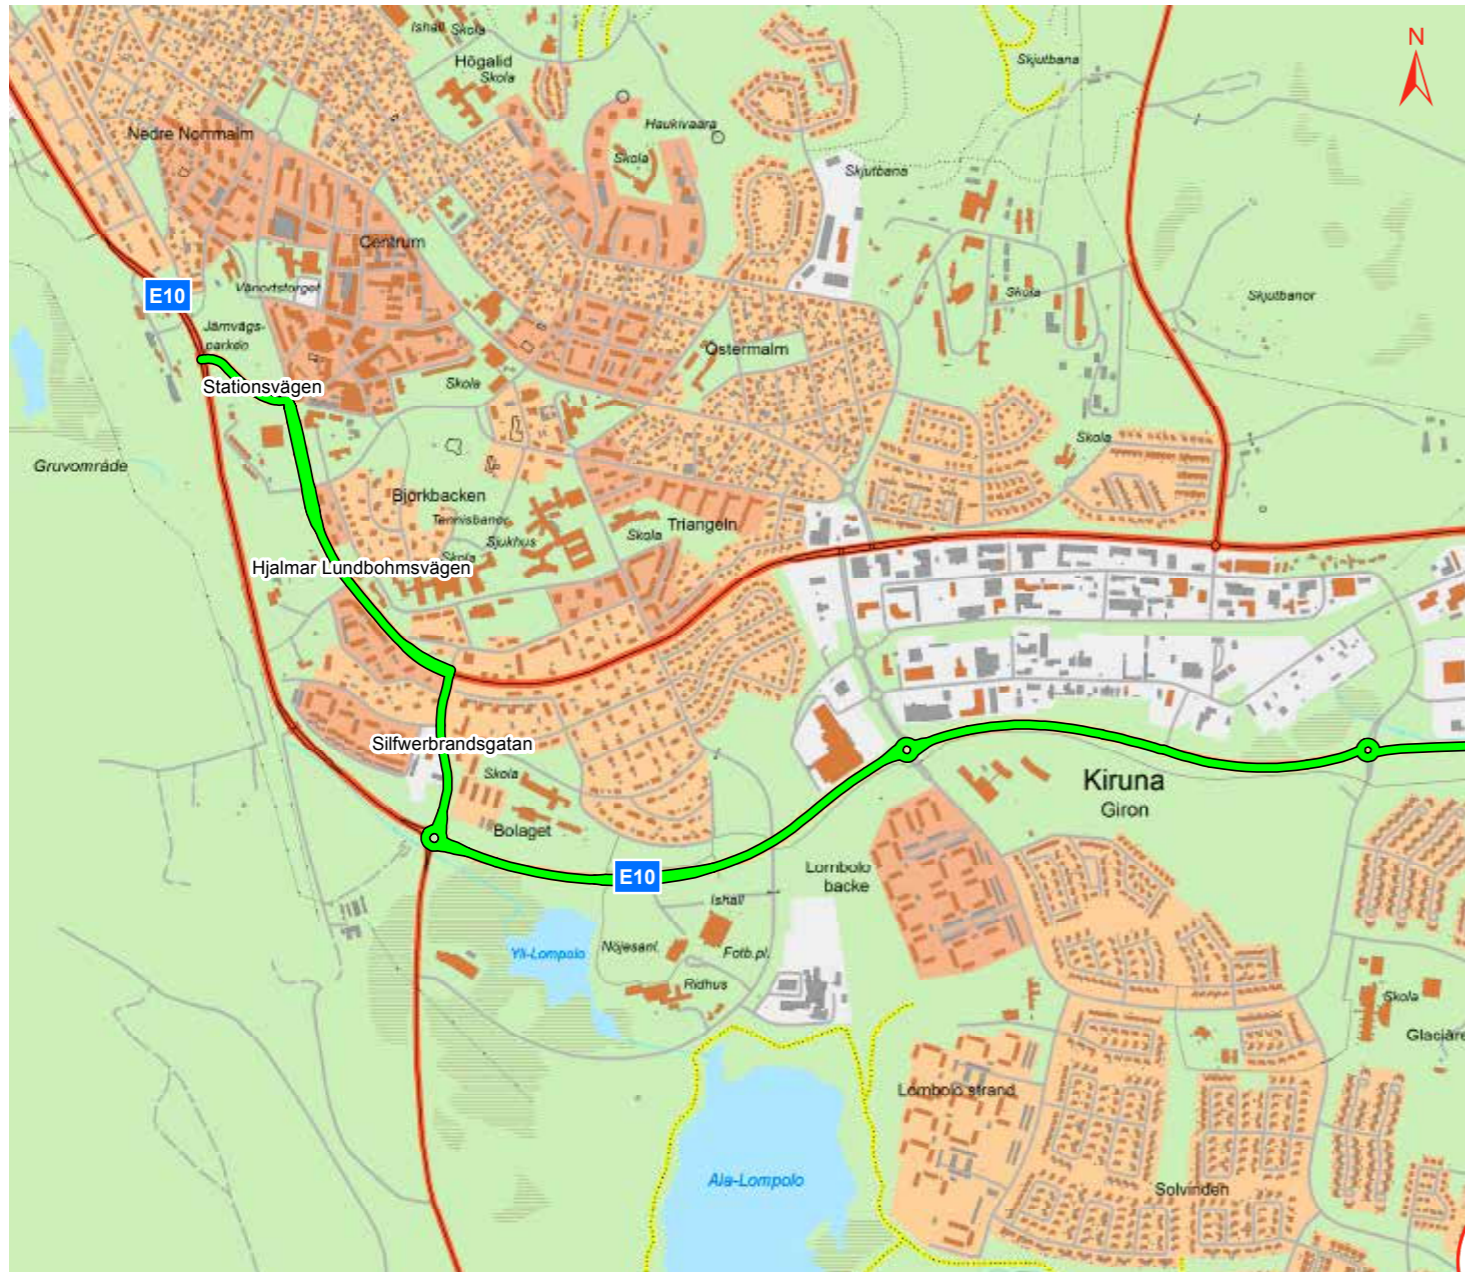 Ishall Skola
N
Högalid
Skola
Skjutbana
Nedre Norrmalm
Haukivaara
Skola
Skjutbana
Centrum
E10
Vänortstorget
Skola
Skjutbanor
Järnvägs-
parken
Östermalm
Stationsvägen
Skola
Skola
Gruvområde
Björkbacken
Tennisbanor
Triangeln
Sjukhus
Skola
Skola
Hjalmar Lundbohmsvägen
Silfwerbrandsgatan
Skola
Kiruna
Giron
Bolaget
E10
Lombolo
backe
Ishall
Yli-Lompolo
Nöjesanl.
Fotb.pl.
Ridhus
Skola
Glaciäre
Lombolo strand
Ala-Lompolo
Solvinden